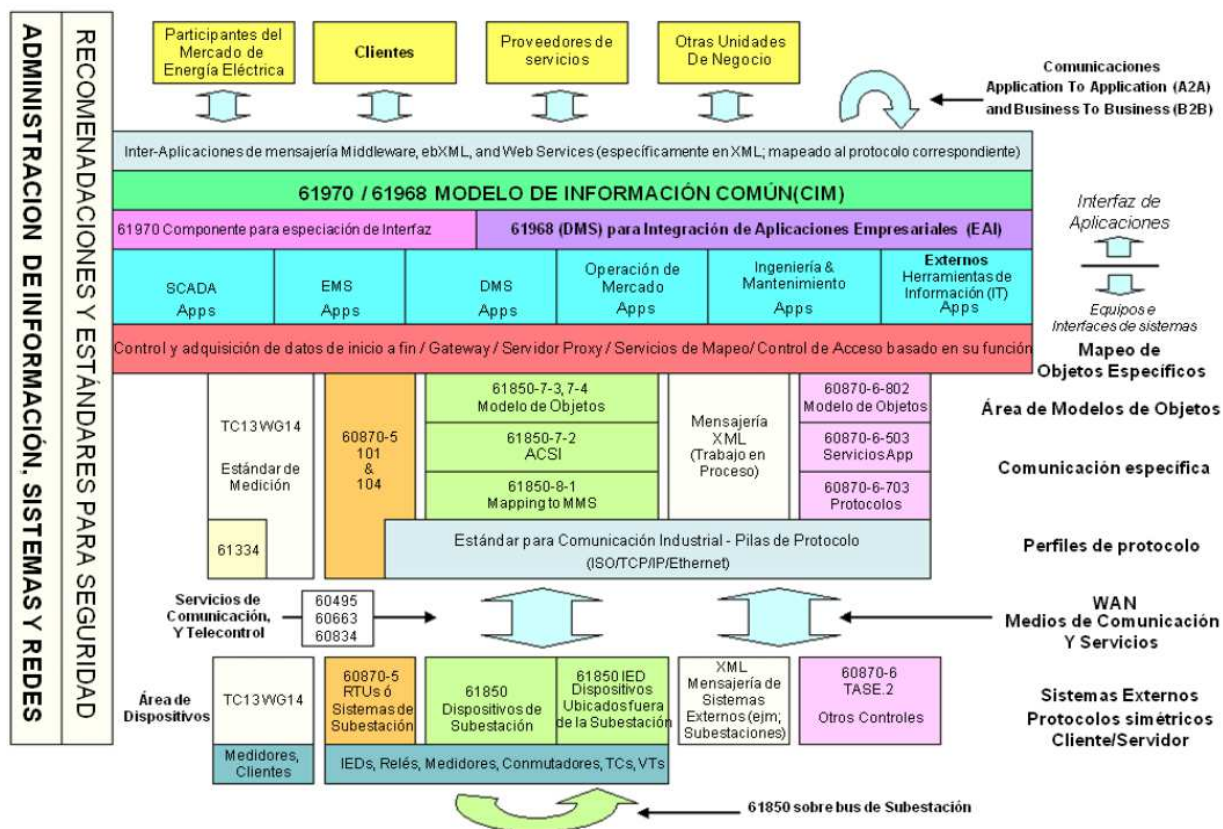 ADMINISTRACION DE INFORMACIÓN, SISTEMAS Y REDES
RECOMENADACIONES Y ESTÁNDARES PARA SEGURIDAD
Participantes del
Mercado de
Energía Eléctrica
Clientes
Proveedores de
servicios
Otras Unidades
De Negocio
Comunicaciones
Application To Application (A2A)
and Business To Business (B2B)
Inter-Aplicaciones de mensajería Middleware, ebXML, and Web Services (específicamente en XML; mapeado al protocolo correspondiente)
61970 / 61968 MODELO DE INFORMACIÓN COMÚN(CIM)
61970 Componente para especiación de Interfaz
61968 (DMS) para Integración de Aplicaciones Empresariales (EAI)
Interfaz de
Aplicaciones
SCADA
Apps
EMS
Apps
DMS
Apps
Operación de
Mercado
Apps
Ingeniería &
Mantenimiento
Apps
Externos
Herramientas de
Información (IT)
Apps
Equipos e
Interfaces de sistemas
Control y adquisición de datos de inicio a fin / Gateway / Servidor Proxy / Servicios de Mapeo/ Control de Acceso basado en su función
Mapeo de
Objetos Específicos
TC13WG14
Estándar de
Medición
61334
60870-5
101
&
104
61850-7-3, 7-4
Modelo de Objetos
61850-7-2
ACSI
61850-8-1
Mapping to MMS
Mensajería
XML
(Trabajo en
Proceso)
60870-6-802
Modelo de Objetos
60870-6-503
Servicios App
60870-6-703
Protocolos
Área de Modelos de Objetos
Comunicación específica
Estándar para Comunicación Industrial - Pilas de Protocolo
(ISO/TCP/IP/Ethernet)
Perfiles de protocolo
Servicios de
Comunicación,
Y Telecontrol
60495
60663
60834
WAN
Medios de Comunicación
Y Servicios
Área de
Dispositivos
TC13WG14
60870-5
RTUs ó
Sistemas de
Subestación
61850
Dispositivos de
Subestación
61850 IED
Dispositivos
Ubicados fuera
de la Subestación
XML
Mensajería de
Sistemas
Externos (ejm;
Subestaciones)
60870-6
TASE.2
Otros Controles
Sistemas Externos
Protocolos simétricos
Cliente/Servidor
Medidores,
Clientes
IEDs, Relés, Medidores, Conmutadores, TCs, VTs
61850 sobre bus de Subestación